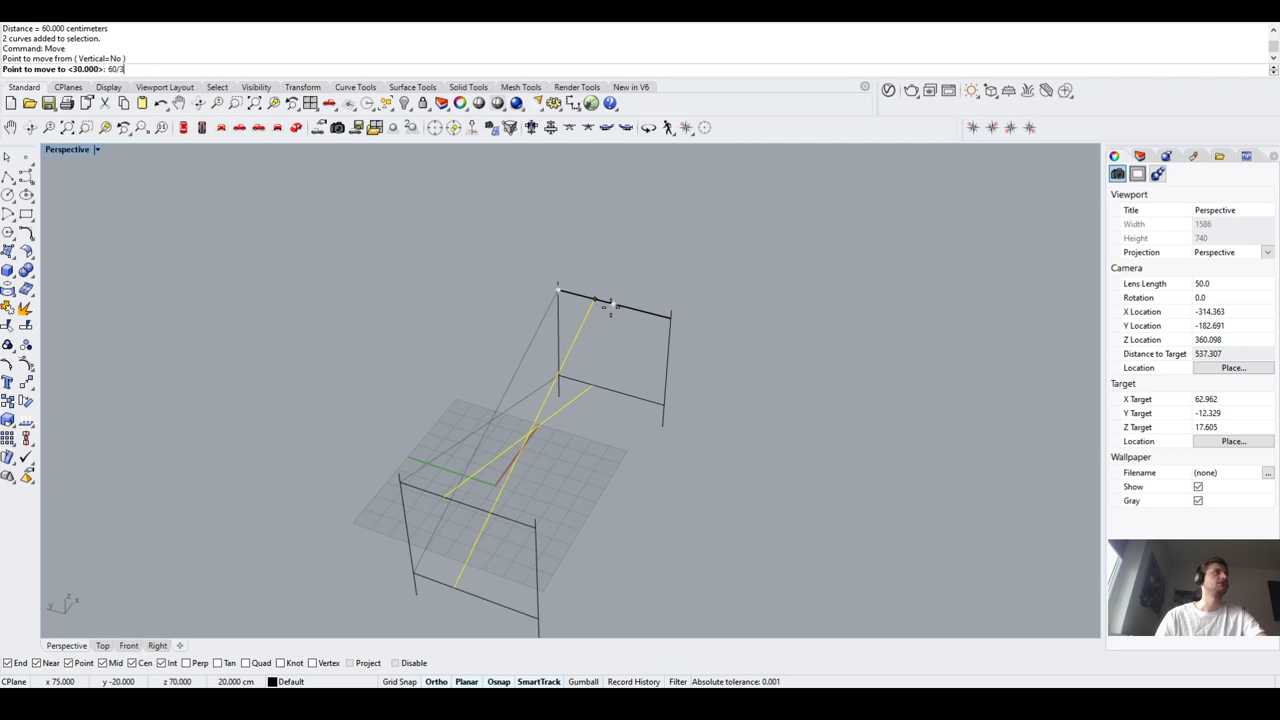 Distance = 60.000 centimeters
2 curves added to selection.
Command: Move
Point to move from ( Vertical=No )
Point to move to <30.000>: 60/3
Standard CPlanes Display Viewport Layout Select Visibility Transform Curve Tools Surface Tools Solid Tools Mesh Tools Render Tools New in V6
Perspective
Viewport
Title Perspective
Width 1586
Height 740
Projection Perspective
Camera
Lens Length 50.0
Rotation 0.0
X Location -314.363
Y Location -182.691
Z Location 360.098
Distance to Target 537.307
Location Place...
Target
X Target 62.962
Y Target -12.329
Z Target 17.605
Location Place...
Wallpaper
Filename (none) ...
Show
Gray
z
y x
Perspective Top Front Right
End Near Point Mid Cen Int Perp Tan Quad Knot Vertex Project Disable
CPlane x 75.000 y -20.000 z 70.000 20.000 cm Default Grid Snap Ortho Planar Osnap SmartTrack Gumball Record History Filter Absolute tolerance: 0.001